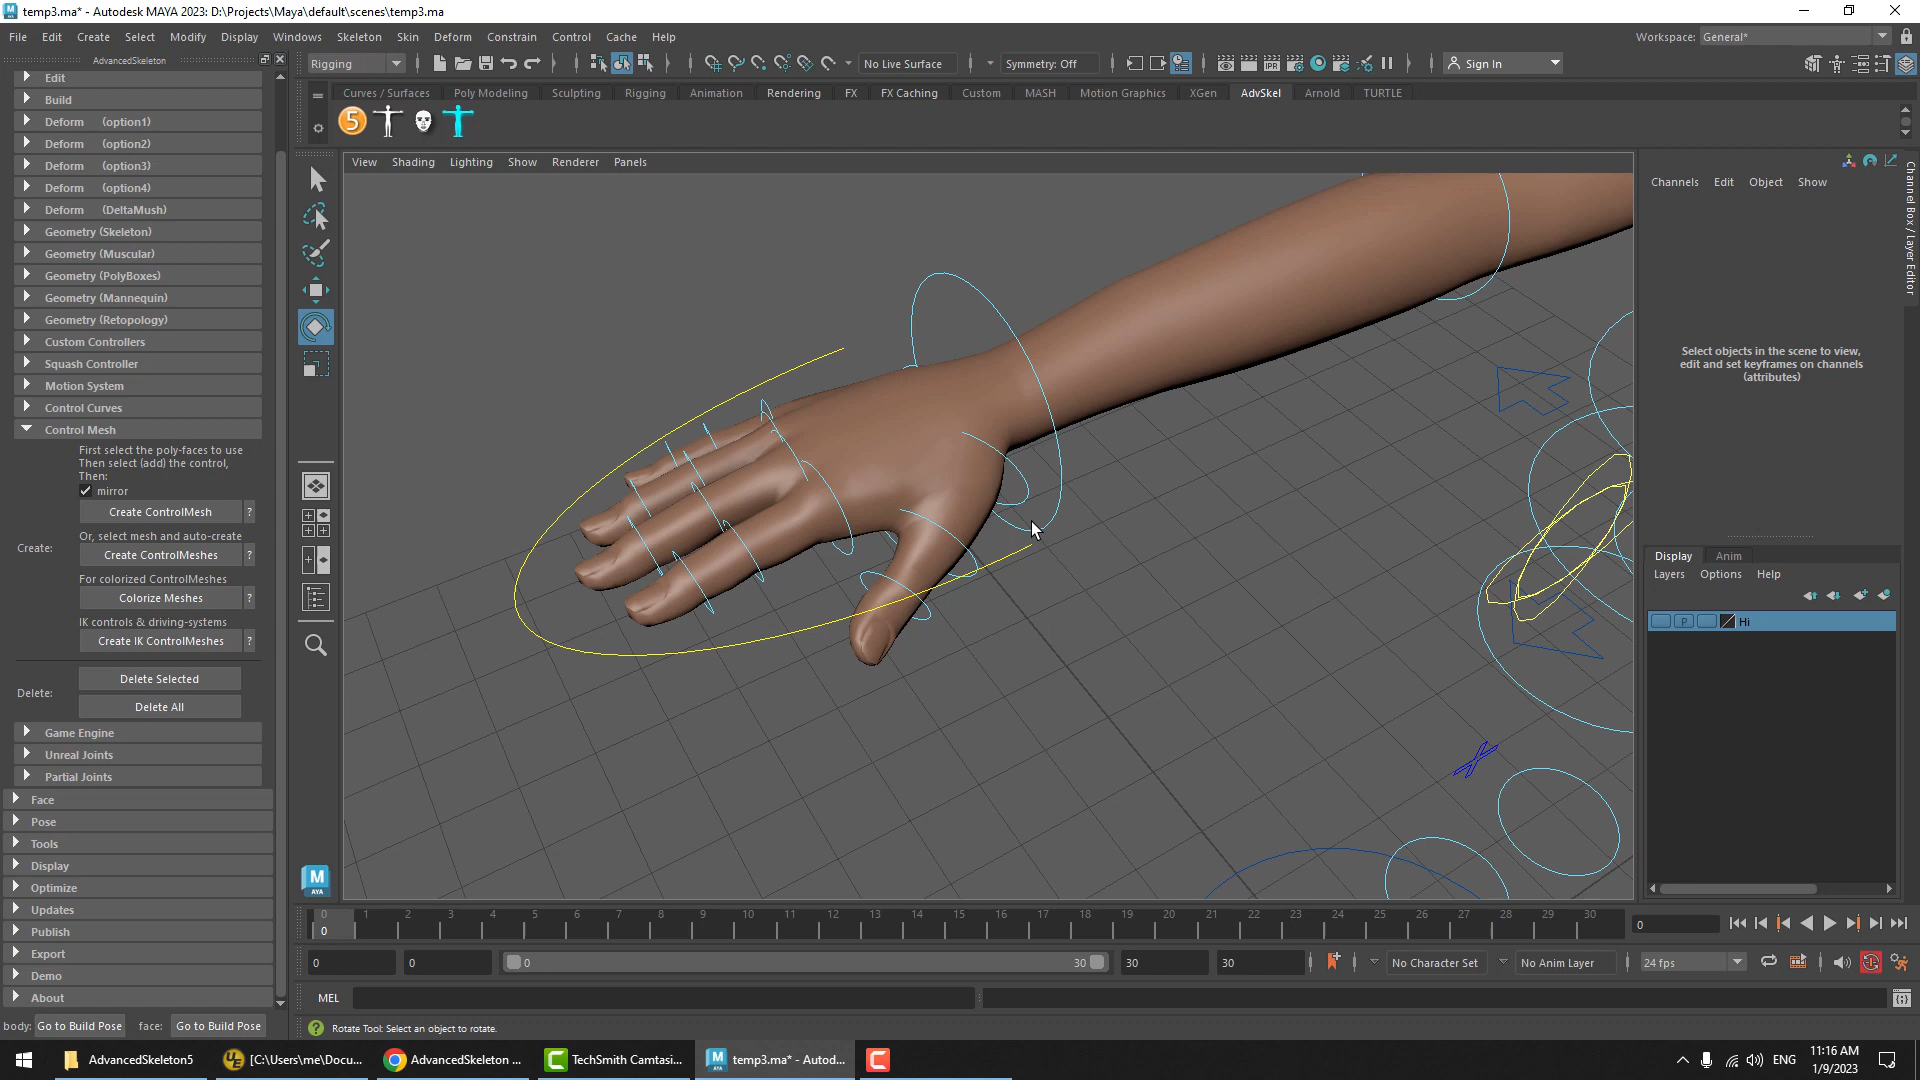 temp3.ma* - Autodesk MAYA 2023: D:\Projects\Maya\default\scenes\temp3.ma
File Edit Create Select Modify Display Windows Skeleton Skin Deform Constrain Control Cache Help
Workspace: General*
AdvancedSkeleton
Rigging
No Live Surface
Symmetry: Off
Sign In
Curves / Surfaces Poly Modeling Sculpting Rigging Animation Rendering FX FX Caching Custom MASH Motion Graphics XGen AdvSkel Arnold TURTLE
5
Edit
Build
Deform (option1)
Deform (option2)
Deform (option3)
Deform (option4)
Deform (DeltaMush)
Geometry (Skeleton)
Geometry (Muscular)
Geometry (PolyBoxes)
Geometry (Mannequin)
Geometry (Retopology)
Custom Controllers
Squash Controller
Motion System
Control Curves
Control Mesh
First select the poly-faces to use
Then select (add) the control,
Then:
mirror
Create ControlMesh ?
Or, select mesh and auto-create
Create:
Create ControlMeshes ?
For colorized ControlMeshes
Colorize Meshes ?
IK controls & driving-systems
Create IK ControlMeshes ?
Delete:
Delete Selected
Delete All
Game Engine
Unreal Joints
Partial Joints
Face
Pose
Tools
Display
Optimize
Updates
Publish
Export
Demo
About
body: Go to Build Pose face: Go to Build Pose
View Shading Lighting Show Renderer Panels
M
AYA
Channels Edit Object Show
Select objects in the scene to view,
edit and set keyframes on channels
(attributes)
Channel Box / Layer Editor
Display Anim
Layers Options Help
P Hi
0 1 2 3 4 5 6 7 8 9 10 11 12 13 14 15 16 17 18 19 20 21 22 23 24 25 26 27 28 29 30
0
0
0 0 0 30 30 30
No Character Set
No Anim Layer
24 fps
MEL
Rotate Tool: Select an object to rotate.
AdvancedSkeleton5
[C:\Users\me\Docu...
AdvancedSkeleton ...
TechSmith Camtasi...
temp3.ma* - Autod...
ENG
11:16 AM
1/9/2023